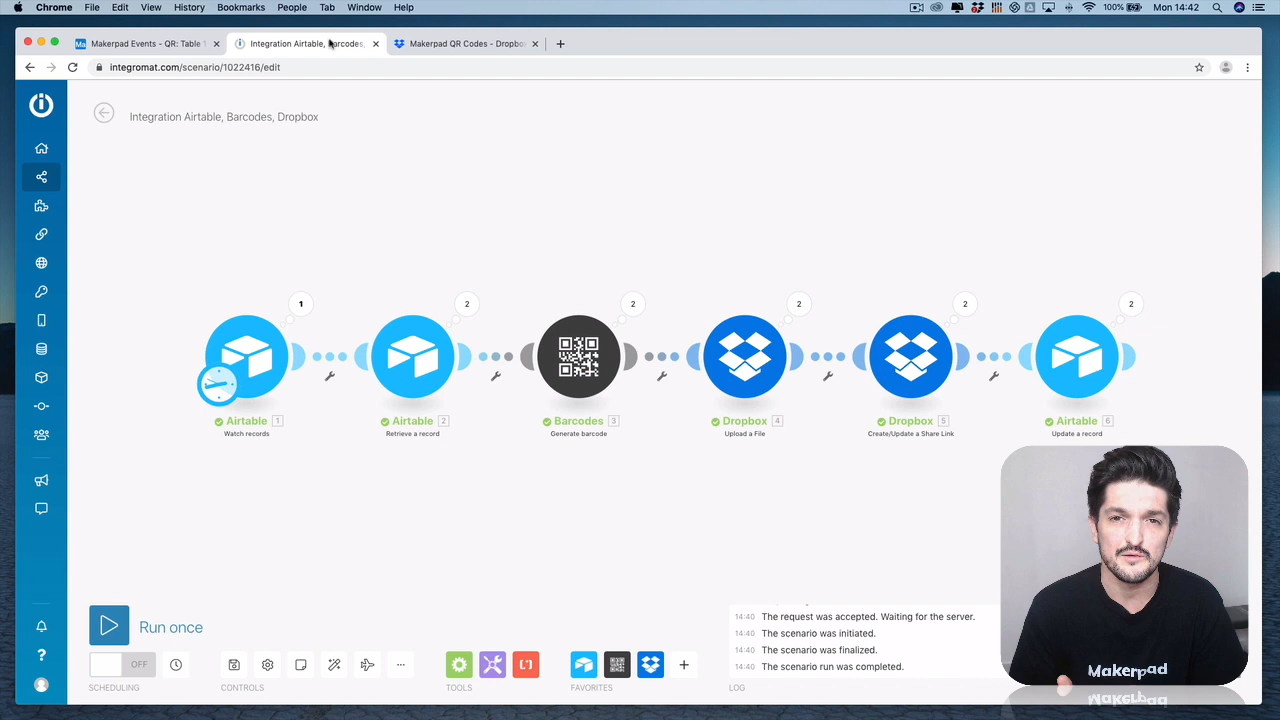 Chrome File Edit View History Bookmarks People Tab Window Help 100% Mon 14:42
Makerpad Events - QR: Table 1
Integration Airtable, Barcodes,
Makerpad QR Codes - Dropbox
integromat.com/scenario/1022416/edit
Integration Airtable, Barcodes, Dropbox
1 2 2 2 2 2
Airtable 1 Airtable 2 Barcodes 3 Dropbox 4 Dropbox 5 Airtable 6
Watch records Retrieve a record Generate barcode Upload a File Create/Update a Share Link Update a record
Run once
14:40 The request was accepted. Waiting for the server.
14:40 The scenario was initiated.
14:40 The scenario was finalized.
14:40 The scenario run was completed.
OFF
SCHEDULING CONTROLS TOOLS FAVORITES LOG
Makerpad